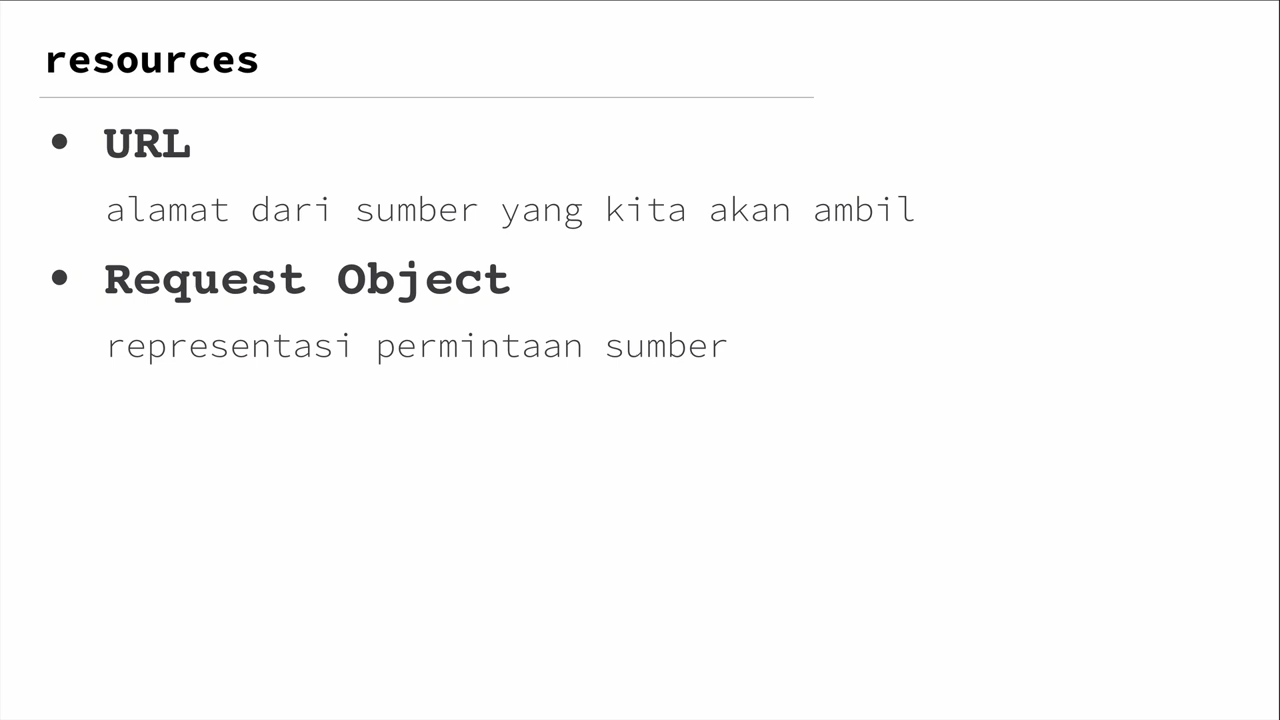 resources
• URL
alamat dari sumber yang kita akan ambil
• Request Object
representasi permintaan sumber